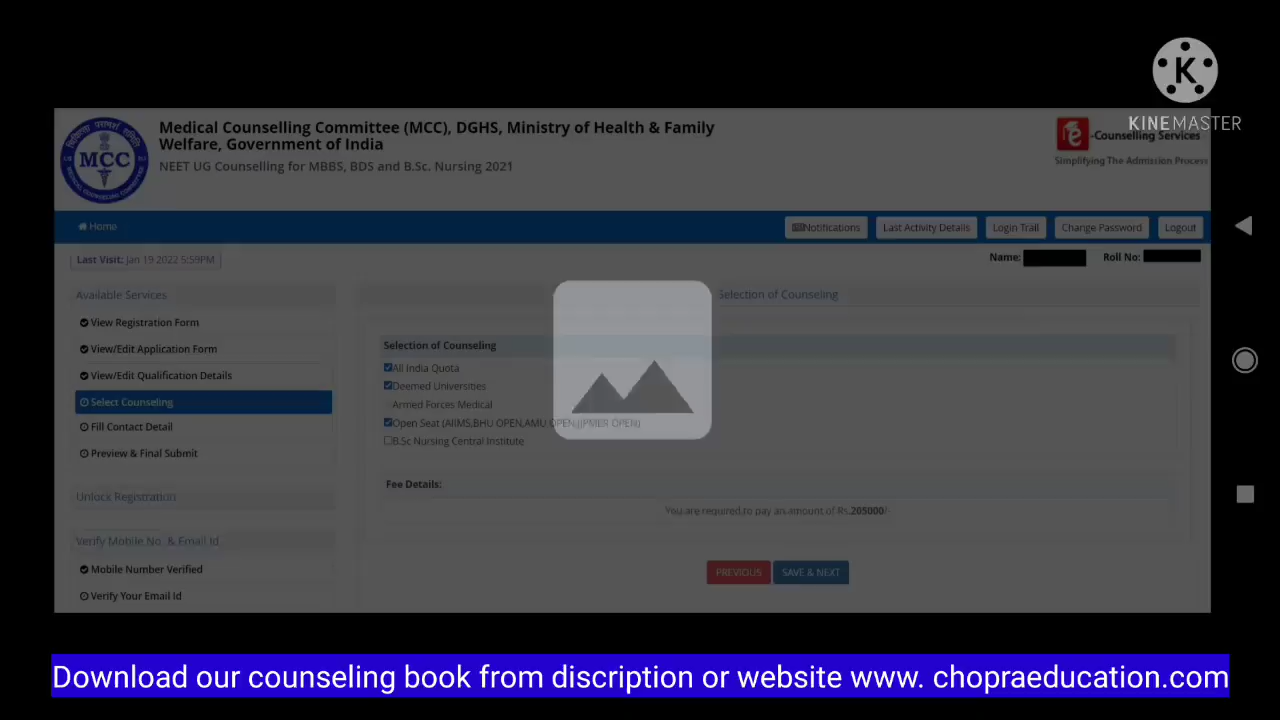 KINEMASTER
Medical Counselling Committee (MCC), DGHS, Ministry of Health & Family
Welfare, Government of India
NEET UG Counselling for MBBS, BDS and B.Sc. Nursing 2021
MCC
e-Counselling Services
Simplifying The Admission Process
Home
Notifications
Last Activity Details
Login Trail
Change Password
Logout
Last Visit: Jan 19 2022 5:59PM
Name:
Roll No:
Available Services
Selection of Counseling
View Registration Form
View/Edit Application Form
View/Edit Qualification Details
Select Counseling
Fill Contact Detail
Preview & Final Submit
Unlock Registration
Verify Mobile No. & Email Id
Mobile Number Verified
Verify Your Email Id
Selection of Counseling
All India Quota
Deemed Universities
Armed Forces Medical
Open Seat (AIIMS,BHU OPEN,AMU OPEN,JIPMER OPEN)
B.Sc Nursing Central Institute
Fee Details:
You are required to pay an amount of Rs.205000/-
PREVIOUS
SAVE & NEXT
Download our counseling book from discription or website www. chopraeducation.com